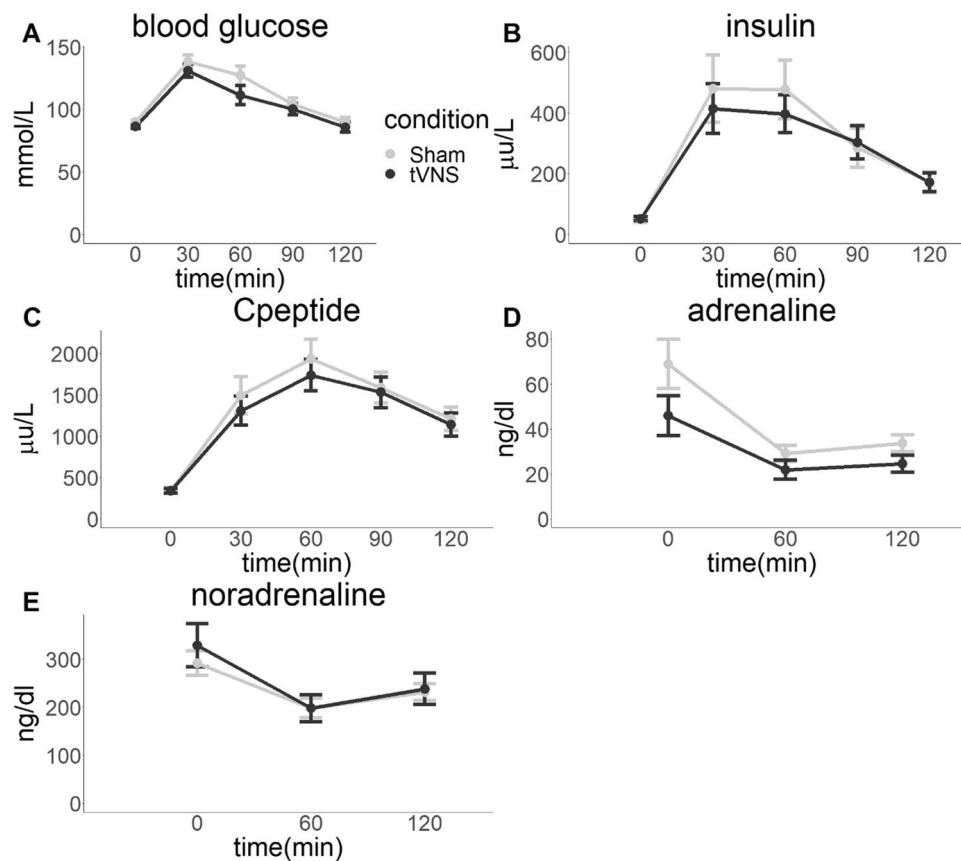 A blood glucose
mmol/L
150
100
50
0
0 30 60 90 120
time(min)
condition
Sham
tVNS
B insulin
μu/L
600
400
200
0
0 30 60 90 120
time(min)
C Cpeptide
μu/L
2000
1500
1000
500
0
0 30 60 90 120
time(min)
D adrenaline
ng/dl
80
60
40
20
0
0 60 120
time(min)
E noradrenaline
ng/dl
300
200
100
0
0 60 120
time(min)